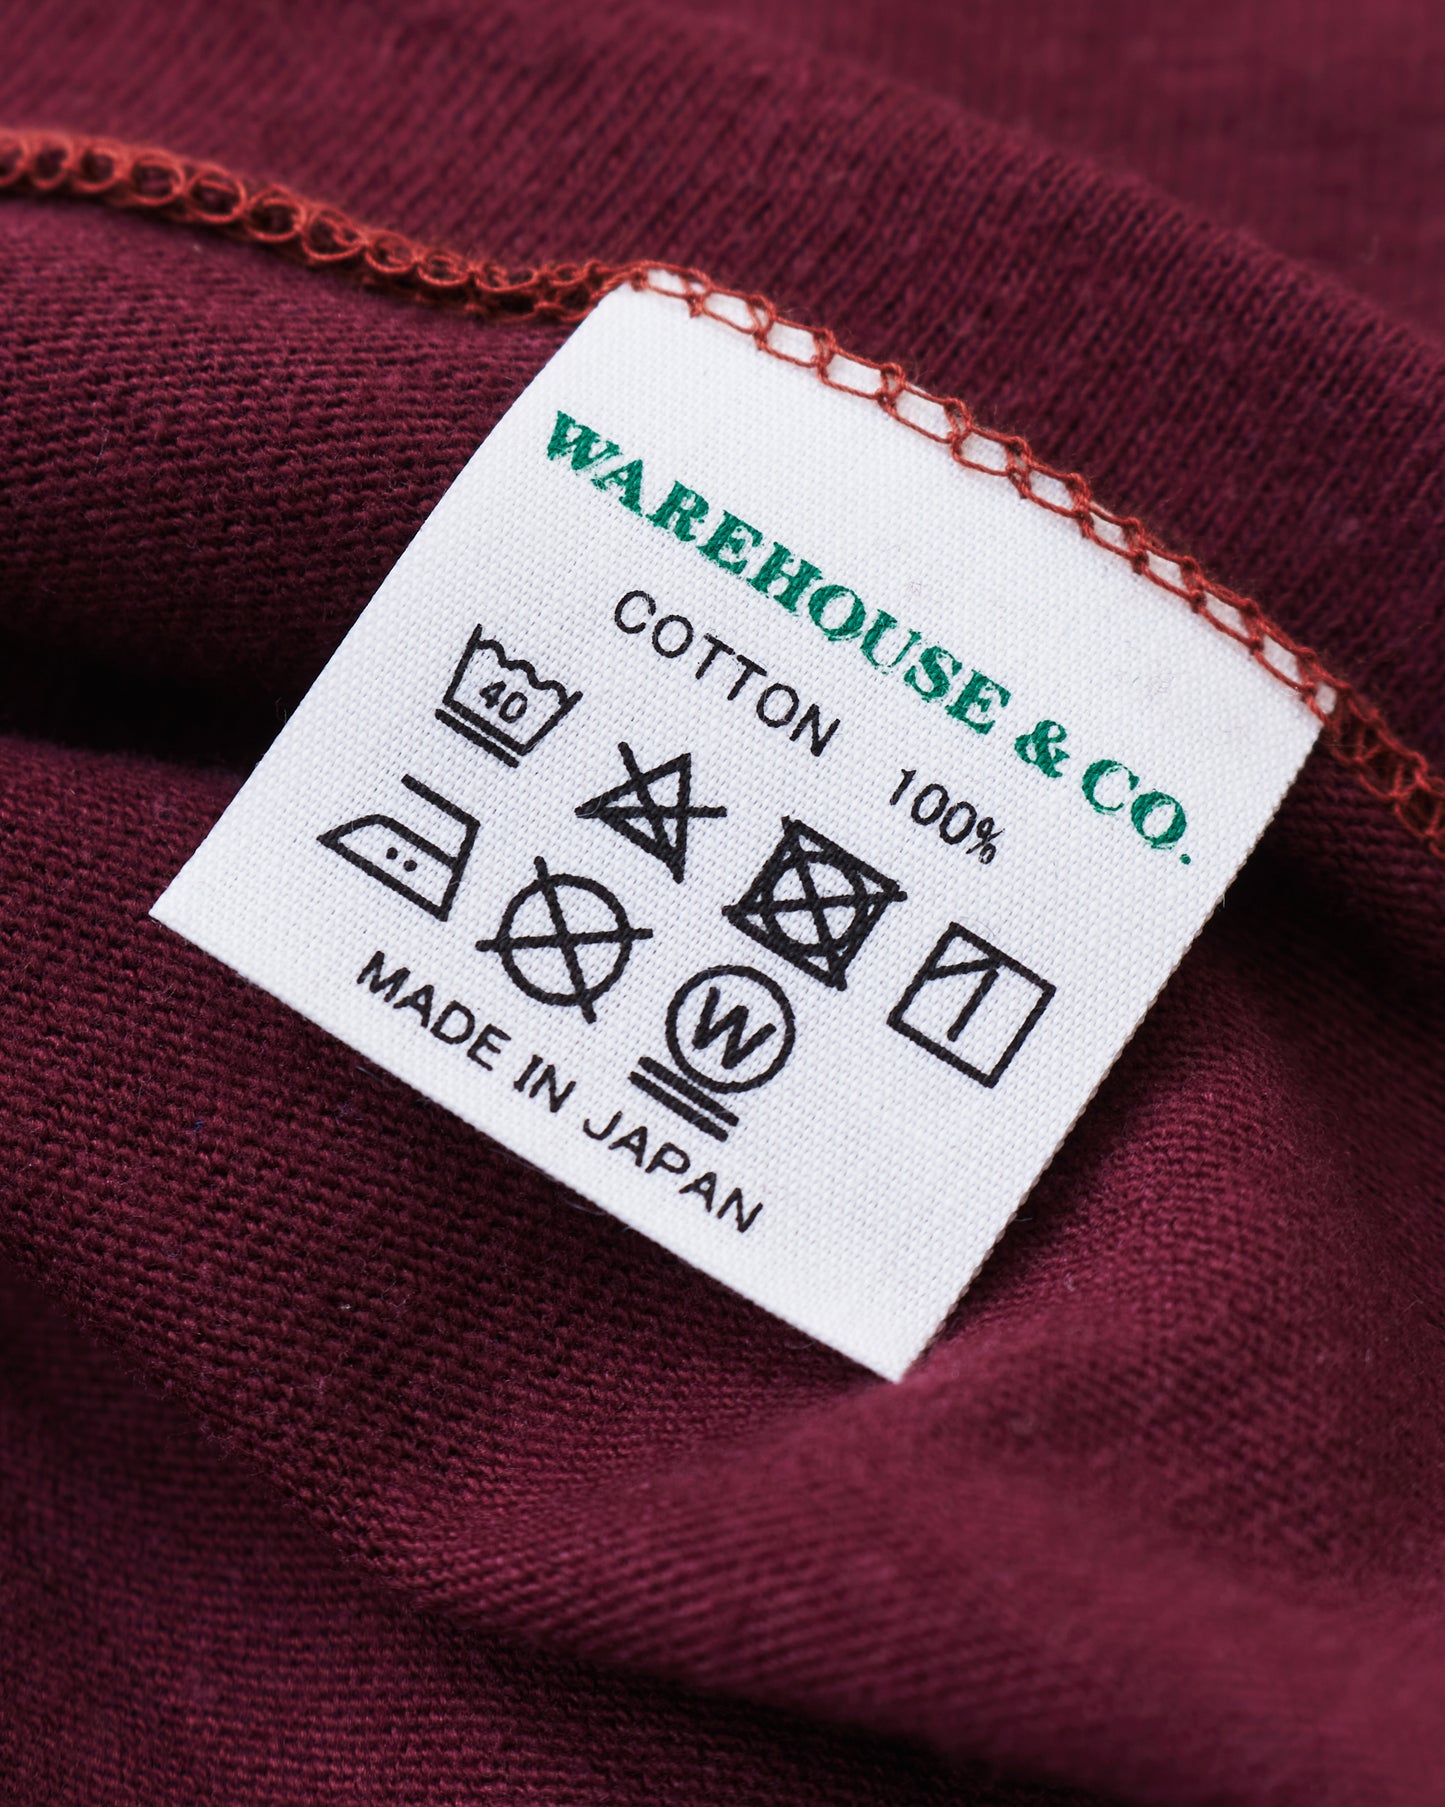 WAREHOUSE & CO.
COTTON 100%
40
W
MADE IN JAPAN